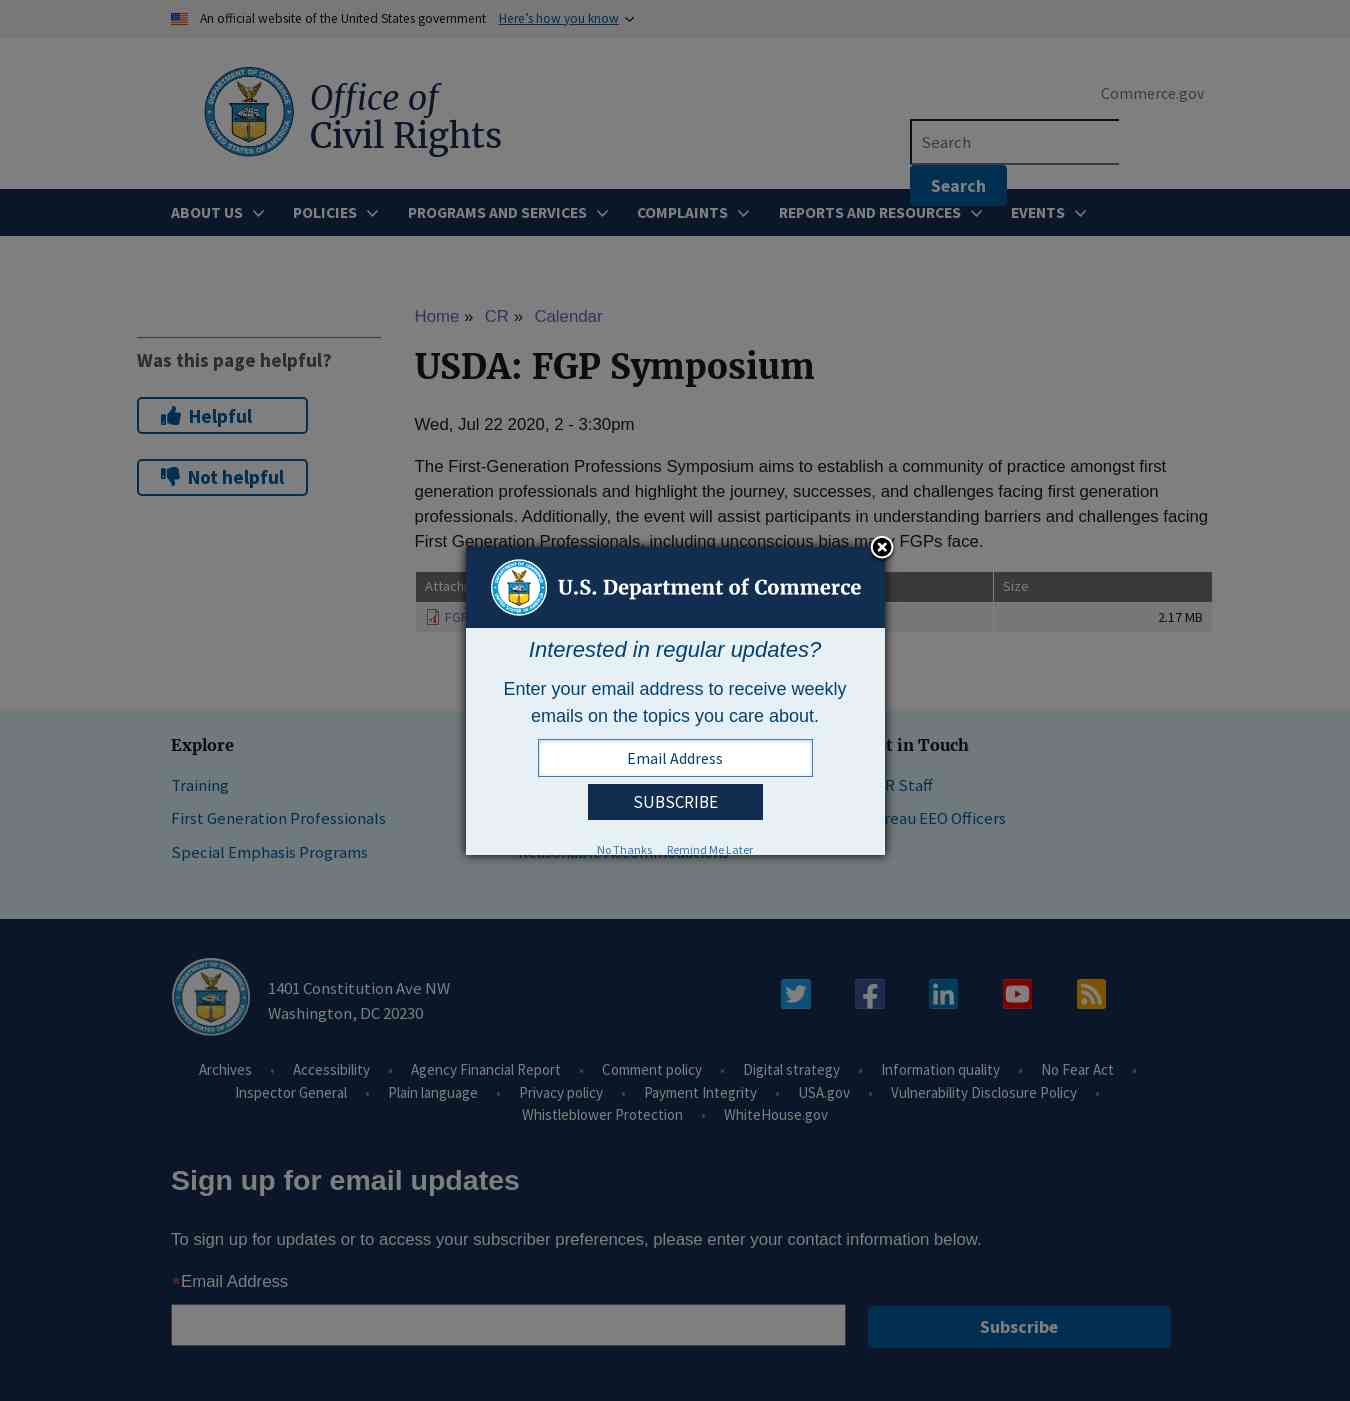 An official website of the United States government Here's how you know
Office of
Civil Rights
Commerce.gov
Search
Search
ABOUT US POLICIES PROGRAMS AND SERVICES COMPLAINTS REPORTS AND RESOURCES EVENTS
Was this page helpful?
Helpful
Not helpful
Home » CR » Calendar
USDA: FGP Symposium
Wed, Jul 22 2020, 2 - 3:30pm
The First-Generation Professions Symposium aims to establish a community of practice amongst first
generation professionals and highlight the journey, successes, and challenges facing first generation
professionals. Additionally, the event will assist participants in understanding barriers and challenges facing
First Generation Professionals, including unconscious bias many FGPs face.
Size
2.17 MB
U.S. Department of Commerce
Interested in regular updates?
Enter your email address to receive weekly
emails on the topics you care about.
Email Address
SUBSCRIBE
No Thanks Remind Me Later
Explore
Training
First Generation Professionals
Special Emphasis Programs
in Touch
Staff
EEO Officers
DEPARTMENT OF COMMERCE
UNITED STATES OF AMERICA
1401 Constitution Ave NW
Washington, DC 20230
Archives • Accessibility • Agency Financial Report • Comment policy • Digital strategy • Information quality • No Fear Act •
Inspector General • Plain language • Privacy policy • Payment Integrity • USA.gov • Vulnerability Disclosure Policy •
Whistleblower Protection • WhiteHouse.gov
Sign up for email updates
To sign up for updates or to access your subscriber preferences, please enter your contact information below.
*Email Address
Subscribe